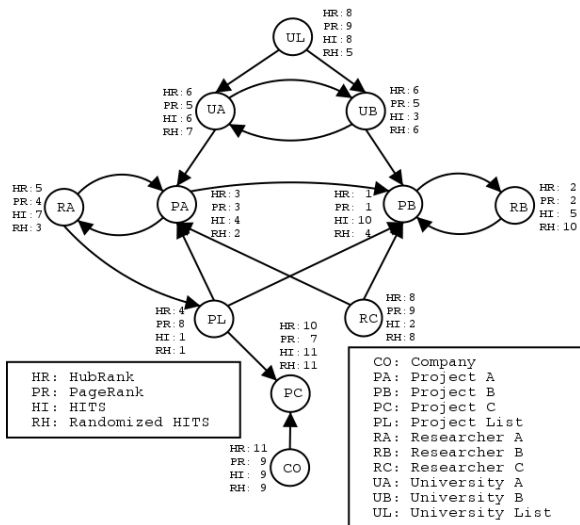 UL
HR: 8
PR: 9
HI: 8
RH: 5
UA
HR: 6
PR: 5
HI: 6
RH: 7
UB
HR: 6
PR: 5
HI: 3
RH: 6
RA
HR: 5
PR: 4
HI: 7
RH: 3
PA
HR: 3
PR: 3
HI: 4
RH: 2
HR: 1
PR: 1
HI: 10
RH: 4
PB
RB
HR: 2
PR: 2
HI: 5
RH: 10
PL
HR: 4
PR: 8
HI: 1
RH: 1
RC
HR: 8
PR: 9
HI: 2
RH: 8
HR: 10
PR: 7
HI: 11
RH: 11
PC
HR: 11
PR: 9
HI: 9
RH: 9
CO
HR: HubRank
PR: PageRank
HI: HITS
RH: Randomized HITS
CO: Company
PA: Project A
PB: Project B
PC: Project C
PL: Project List
RA: Researcher A
RB: Researcher B
RC: Researcher C
UA: University A
UB: University B
UL: University List